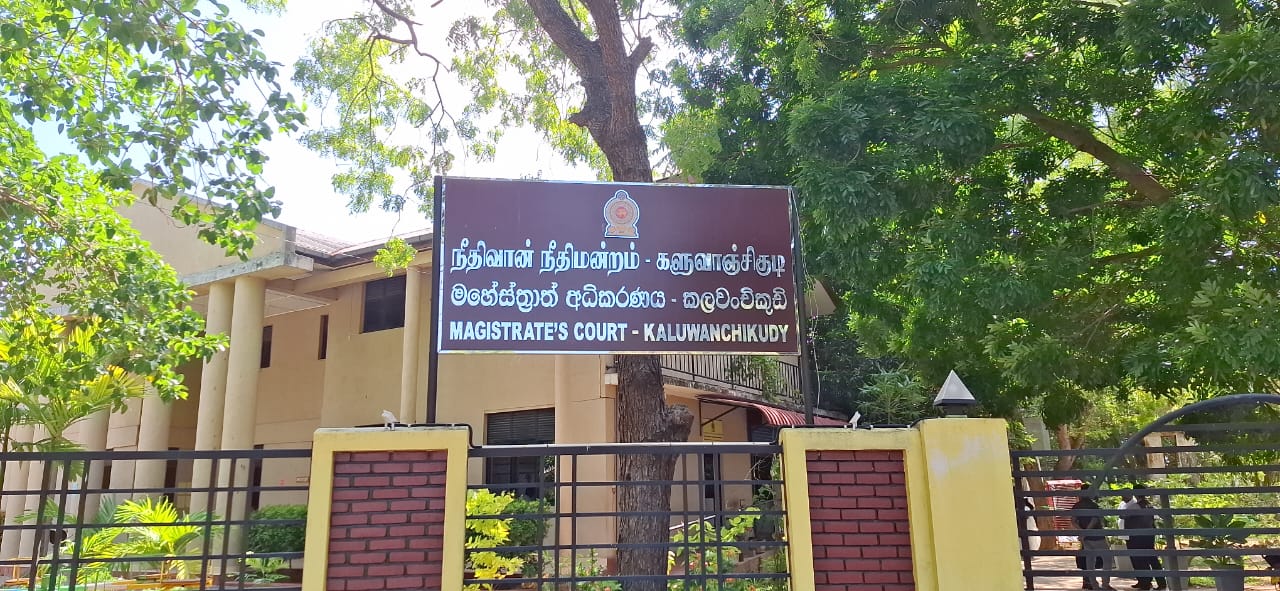 நீதிவான் நீதிமன்றம் - களுவாஞ்சிகுடி
මහේස්ත්‍රාත් අධිකරණය - කලවංචිකුඩි
MAGISTRATE'S COURT - KALUWANCHIKUDY